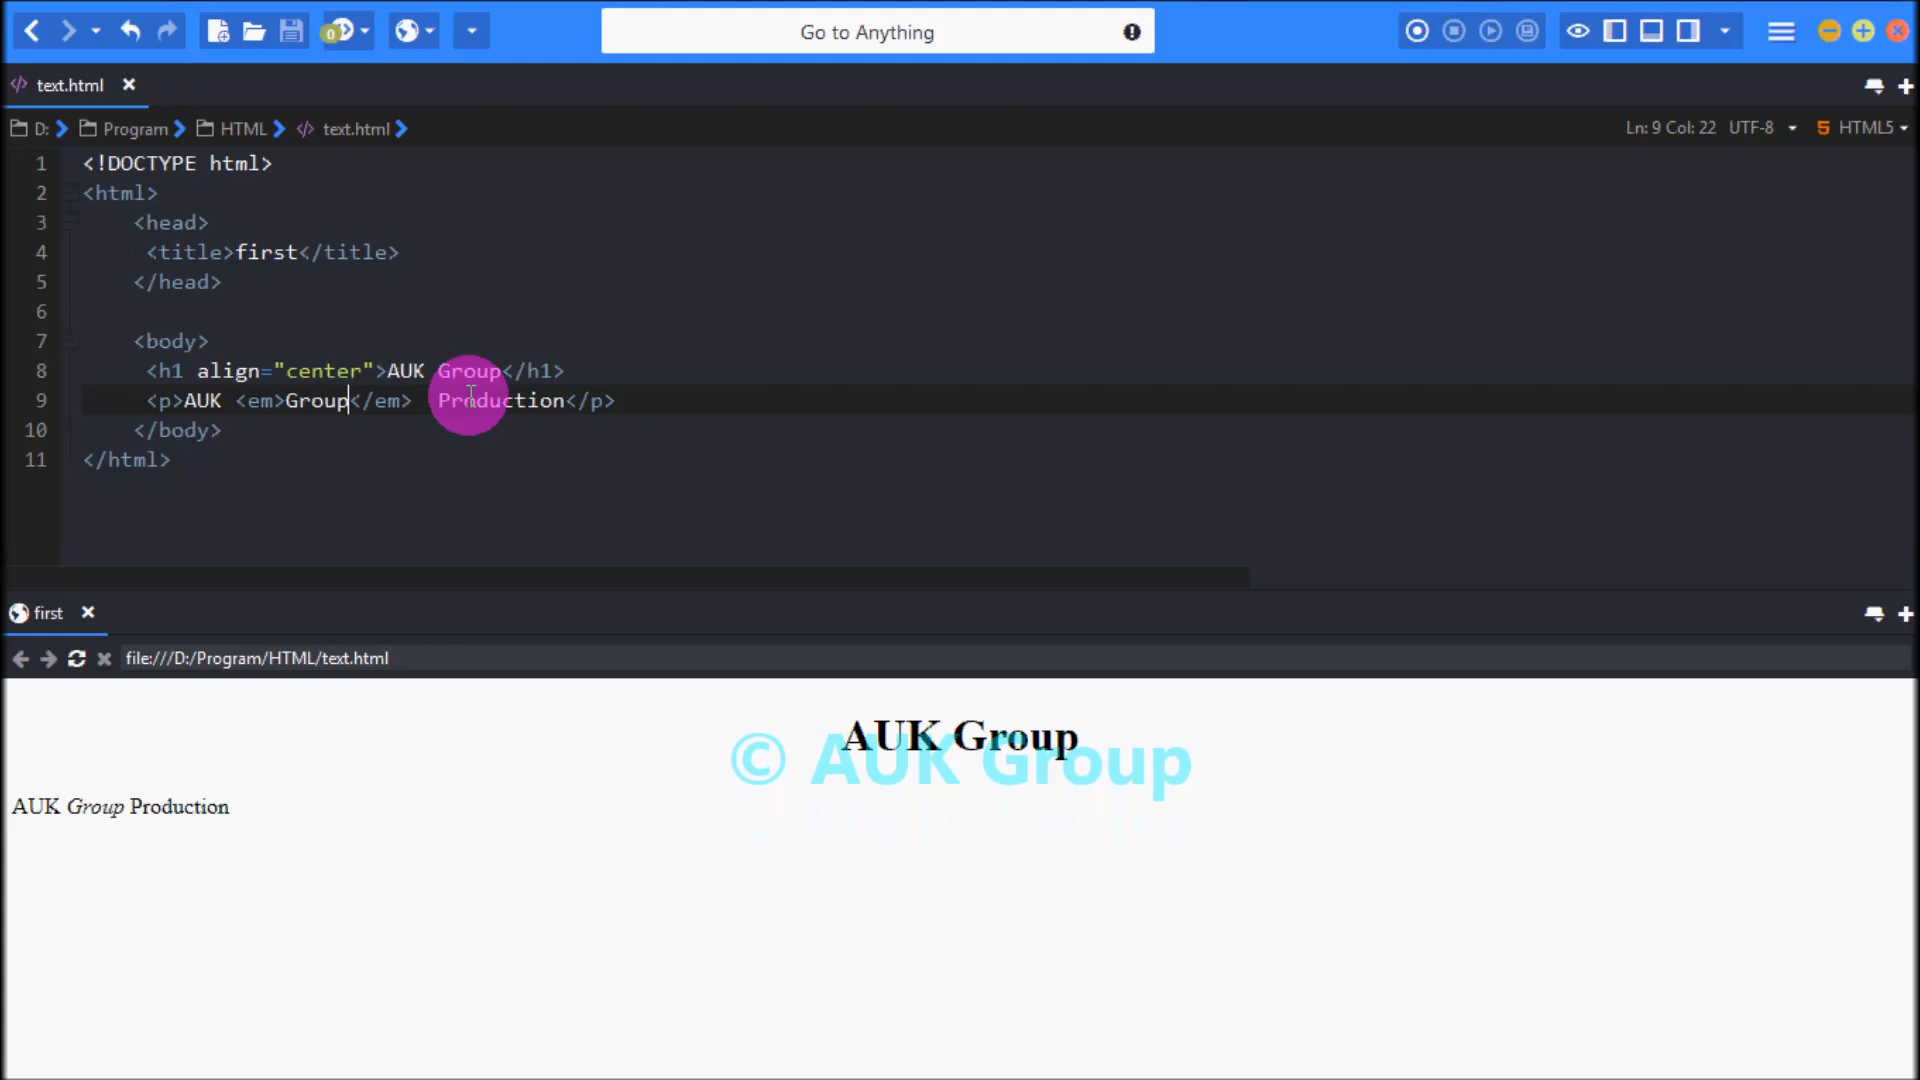 0
Go to Anything
text.html
D: Program HTML text.html
Ln: 9 Col: 22 UTF-8 HTML5
1 <!DOCTYPE html>
2 <html>
3 <head>
4 <title>first</title>
5 </head>
6
7 <body>
8 <h1 align="center">AUK Group</h1>
9 <p>AUK <em>Group</em>  Production</p>
10 </body>
11 </html>
first
file:///D:/Program/HTML/text.html
AUK Group
© AUK Group
AUK Group Production